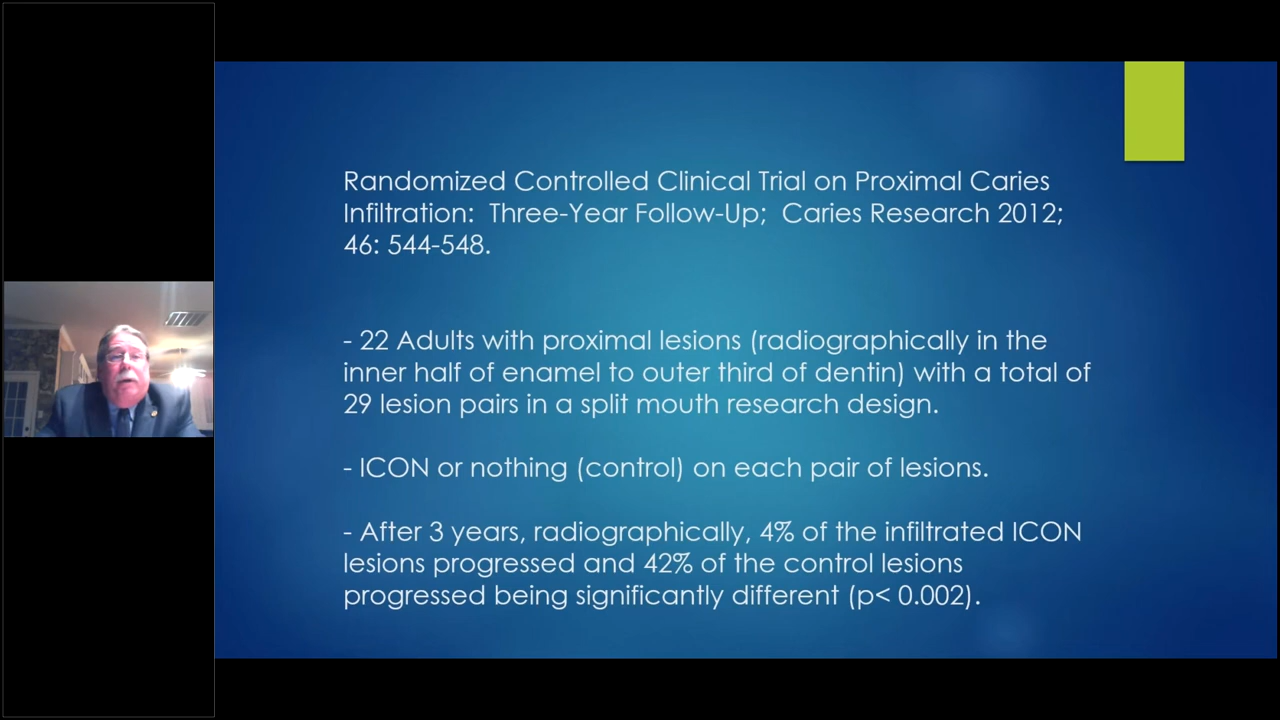 Randomized Controlled Clinical Trial on Proximal Caries
Infiltration:  Three-Year Follow-Up;  Caries Research 2012;
46: 544-548.
- 22 Adults with proximal lesions (radiographically in the
inner half of enamel to outer third of dentin) with a total of
29 lesion pairs in a split mouth research design.
- ICON or nothing (control) on each pair of lesions.
- After 3 years, radiographically, 4% of the infiltrated ICON
lesions progressed and 42% of the control lesions
progressed being significantly different (p< 0.002).